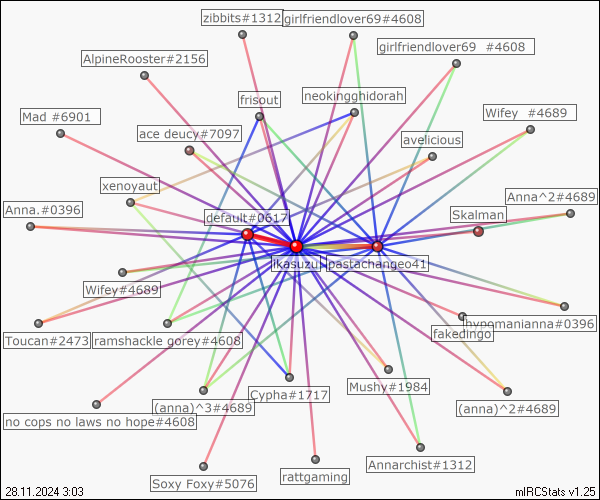 zibbits#1312
girlfriendlover69#4608
girlfriendlover69 #4608
AlpineRooster#2156
frisout
neokingghidorah
Mad #6901
ace deucy#7097
Wifey #4689
avelicious
xenoyaut
Anna^2#4689
Anna.#0396
default#0617
Skalman
ikasuzu
pastachangeo41
Wifey#4689
hypomanianna#0396
fakedingo
Toucan#2473
ramshackle gorey#4608
Mushy#1984
Cypha#1717
(anna)^3#4689
(anna)^2#4689
no cops no laws no hope#4608
Annarchist#1312
Soxy Foxy#5076
rattgaming
28.11.2024 3:03
mIRCStats v1.25